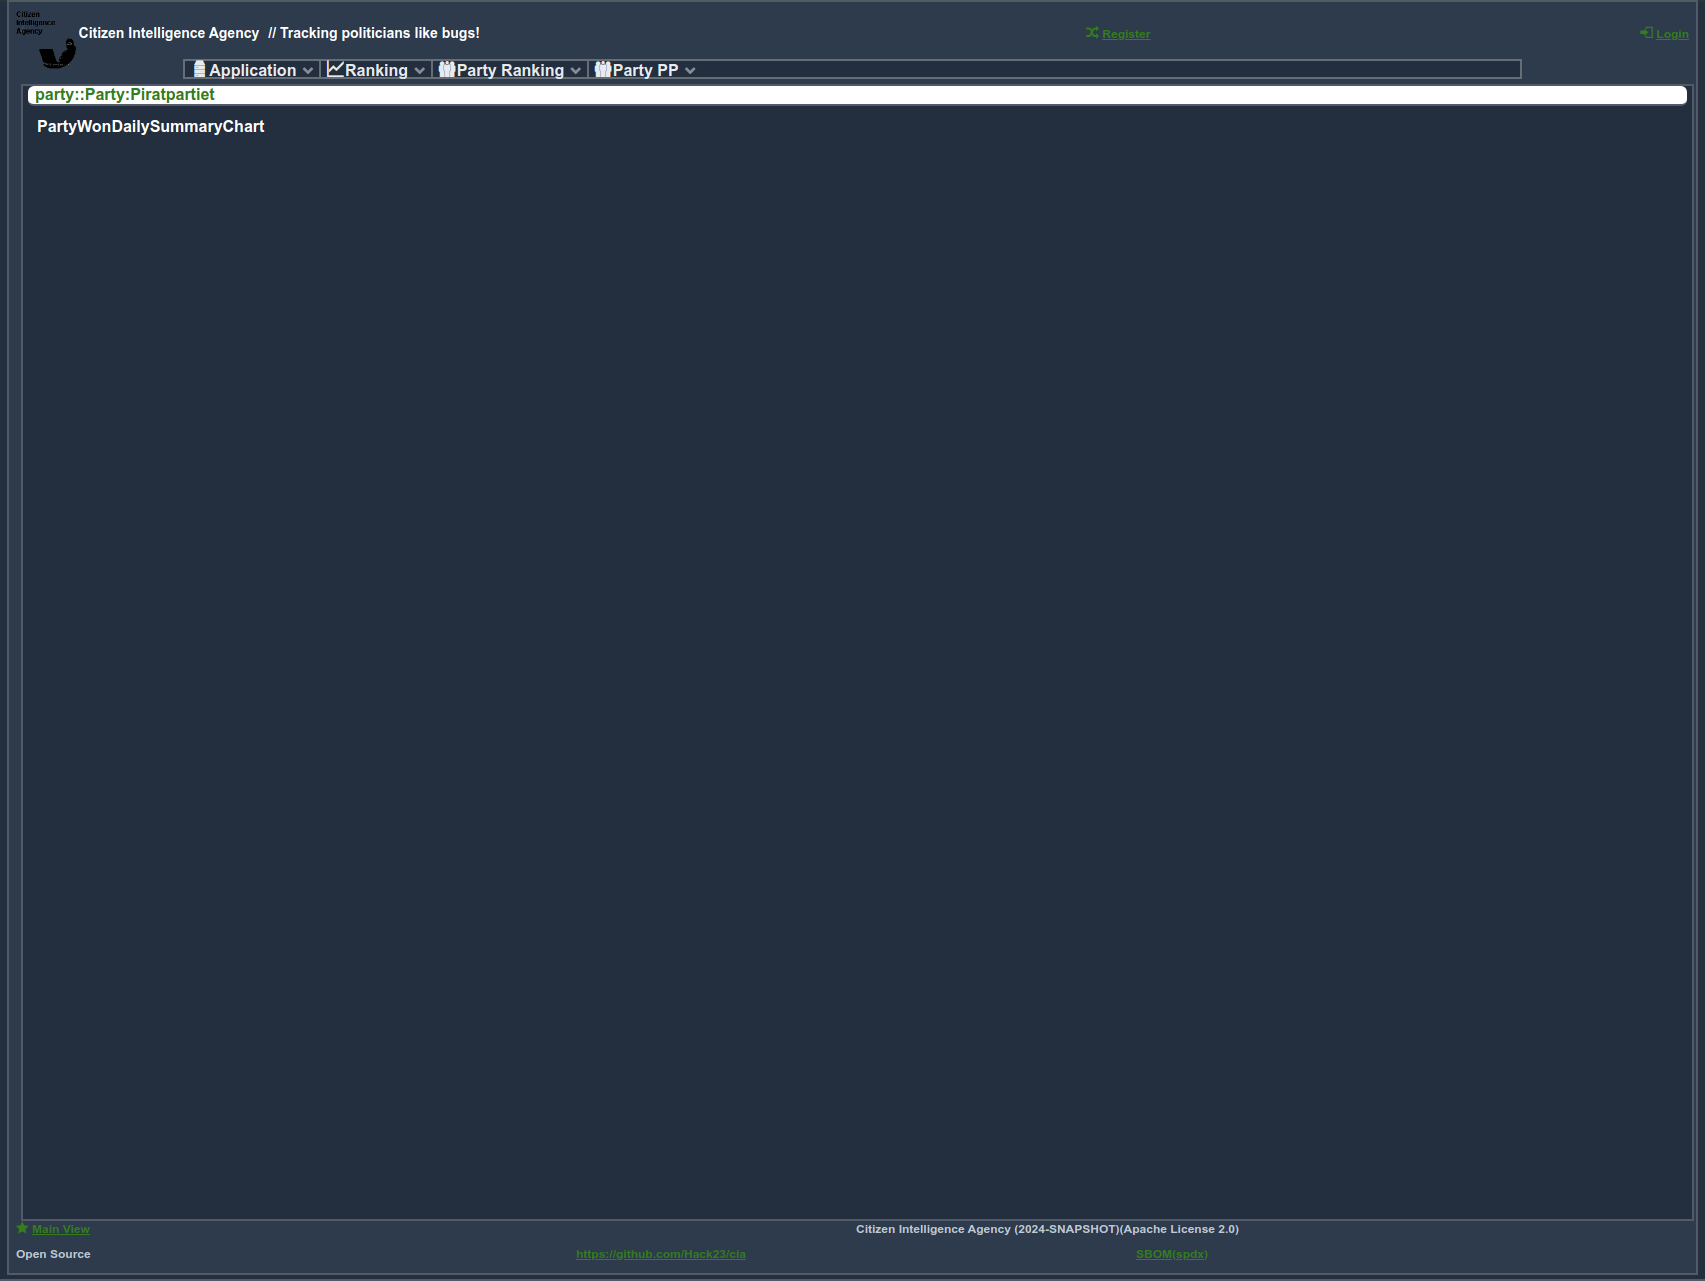 Citizen
Intelligence
Agency
Citizen Intelligence Agency // Tracking politicians like bugs!
Register
Login
Application
Ranking
Party Ranking
Party PP
party::Party:Piratpartiet
PartyWonDailySummaryChart
Main View
Citizen Intelligence Agency (2024-SNAPSHOT)(Apache License 2.0)
Open Source
https://github.com/Hack23/cia
SBOM(spdx)